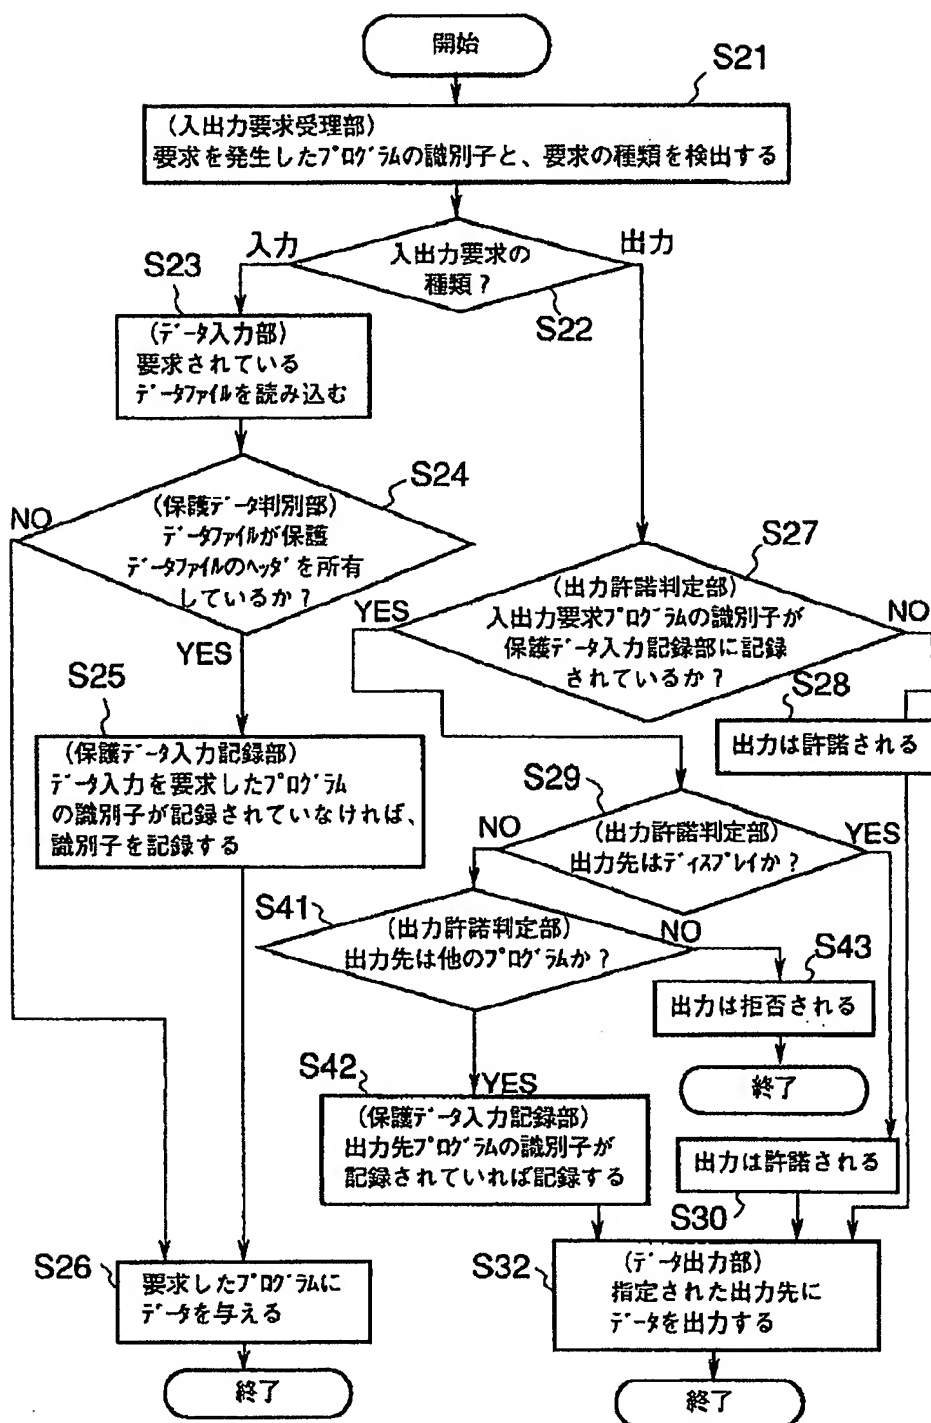 開始
S21
(入出力要求受理部)
要求を発生したプログラムの識別子と、要求の種類を検出する
入力
出力
入出力要求の
種類？
S22
S23
(データ入力部)
要求されている
データファイルを読み込む
S24
NO
(保護データ判別部)
データファイルが保護
データファイルのヘッダを所有
しているか？
YES
S25
(保護データ入力記録部)
データ入力を要求したプログラム
の識別子が記録されていなければ、
識別子を記録する
S27
YES
NO
(出力許諾判定部)
入出力要求プログラムの識別子が
保護データ入力記録部に記録
されているか？
S28
出力は許諾される
S29
NO
YES
(出力許諾判定部)
出力先はディスプレイか？
S41
(出力許諾判定部)
出力先は他のプログラムか？
NO
S43
出力は拒否される
終了
S42
YES
(保護データ入力記録部)
出力先プログラムの識別子が
記録されていれば記録する
出力は許諾される
S30
S26
要求したプログラムに
データを与える
終了
S32
(データ出力部)
指定された出力先に
データを出力する
終了